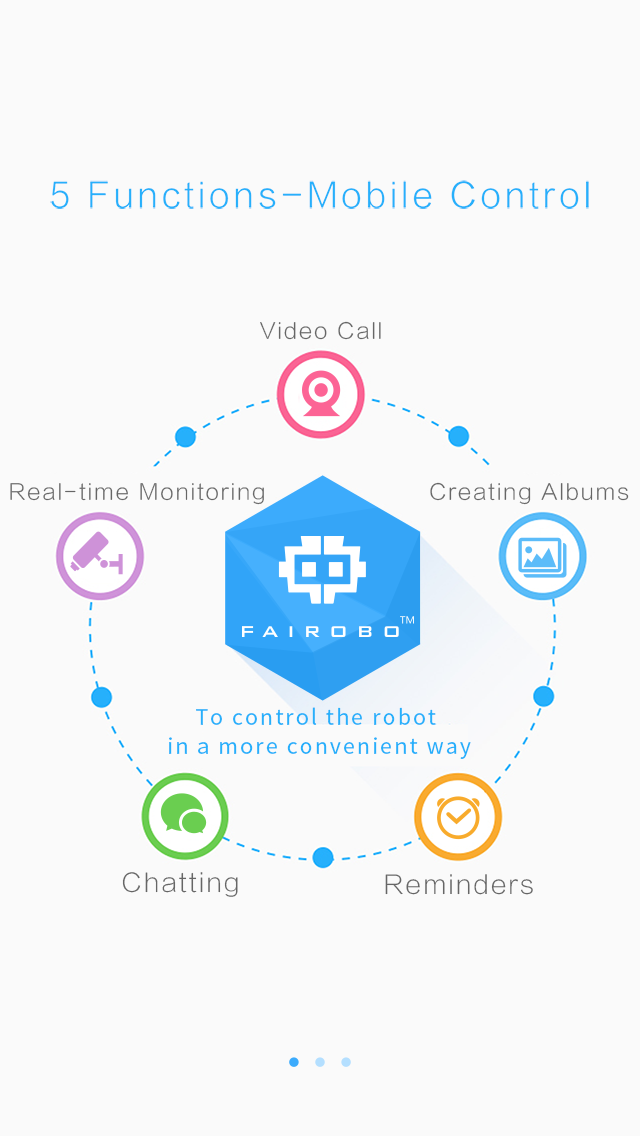 5 Functions-Mobile Control
Video Call
Real-time Monitoring
Creating Albums
FAIROBO™
To control the robot
in a more convenient way
Chatting
Reminders